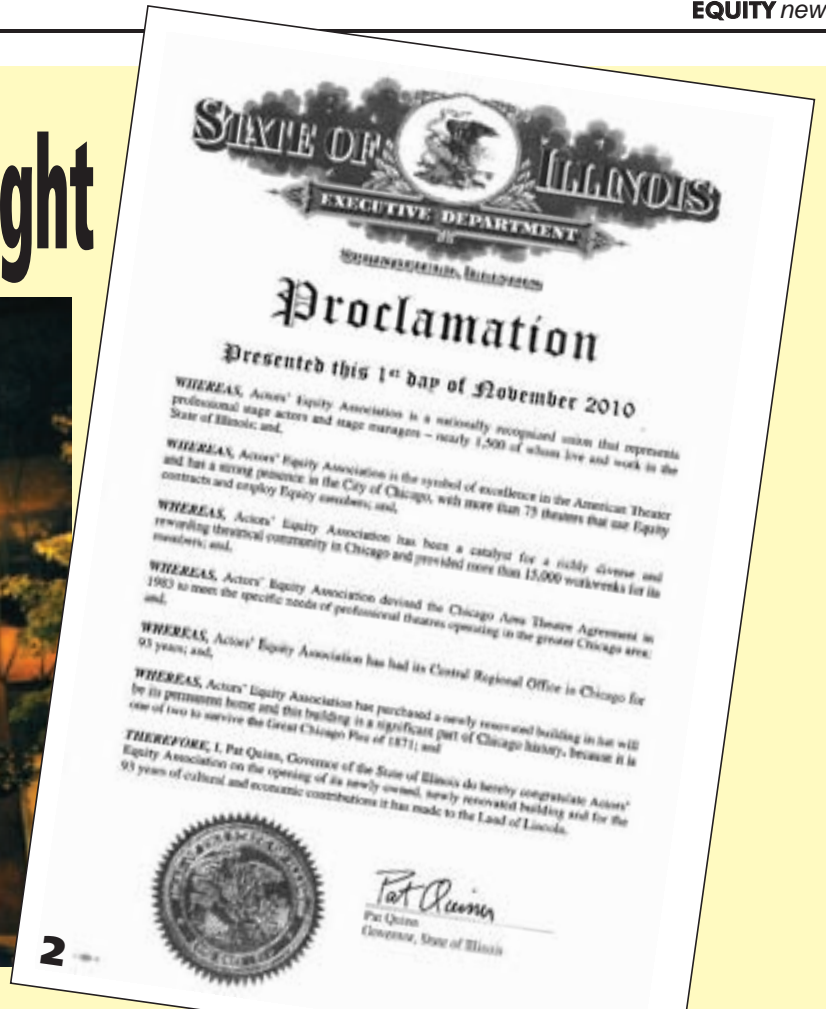 EQUITY new
ght
STATE OF ILLINOIS
EXECUTIVE DEPARTMENT
SPRINGFIELD, ILLINOIS
Proclamation
Presented this 1st day of November 2010
WHEREAS, Actors' Equity Association is a nationally recognized union that represents
professional stage actors and stage managers – nearly 1,500 of whom live and work in the
State of Illinois; and,
WHEREAS, Actors' Equity Association is the symbol of excellence in the American Theater
and has a strong presence in the City of Chicago, with more than 75 theaters that use Equity
contracts and employ Equity members; and,
WHEREAS, Actors' Equity Association has been a catalyst for a richly diverse and
rewarding theatrical community in Chicago and provided more than 15,000 workweeks for its
members; and,
WHEREAS, Actors' Equity Association devised the Chicago Area Theatre Agreement in
1983 to meet the specific needs of professional theatres operating in the greater Chicago area;
and,
WHEREAS, Actors' Equity Association has had its Central Regional Office in Chicago for
93 years; and,
WHEREAS, Actors' Equity Association has purchased a newly renovated building in hat will
be its permanent home and this building is a significant part of Chicago history, because it is
one of two to survive the Great Chicago Fire of 1871; and
THEREFORE, I, Pat Quinn, Governor of the State of Illinois do hereby congratulate Actors'
Equity Association on the opening of its newly owned, newly renovated building and for the
93 years of cultural and economic contributions it has made to the Land of Lincoln.
Pat Quinn
Pat Quinn
Governor, State of Illinois
2